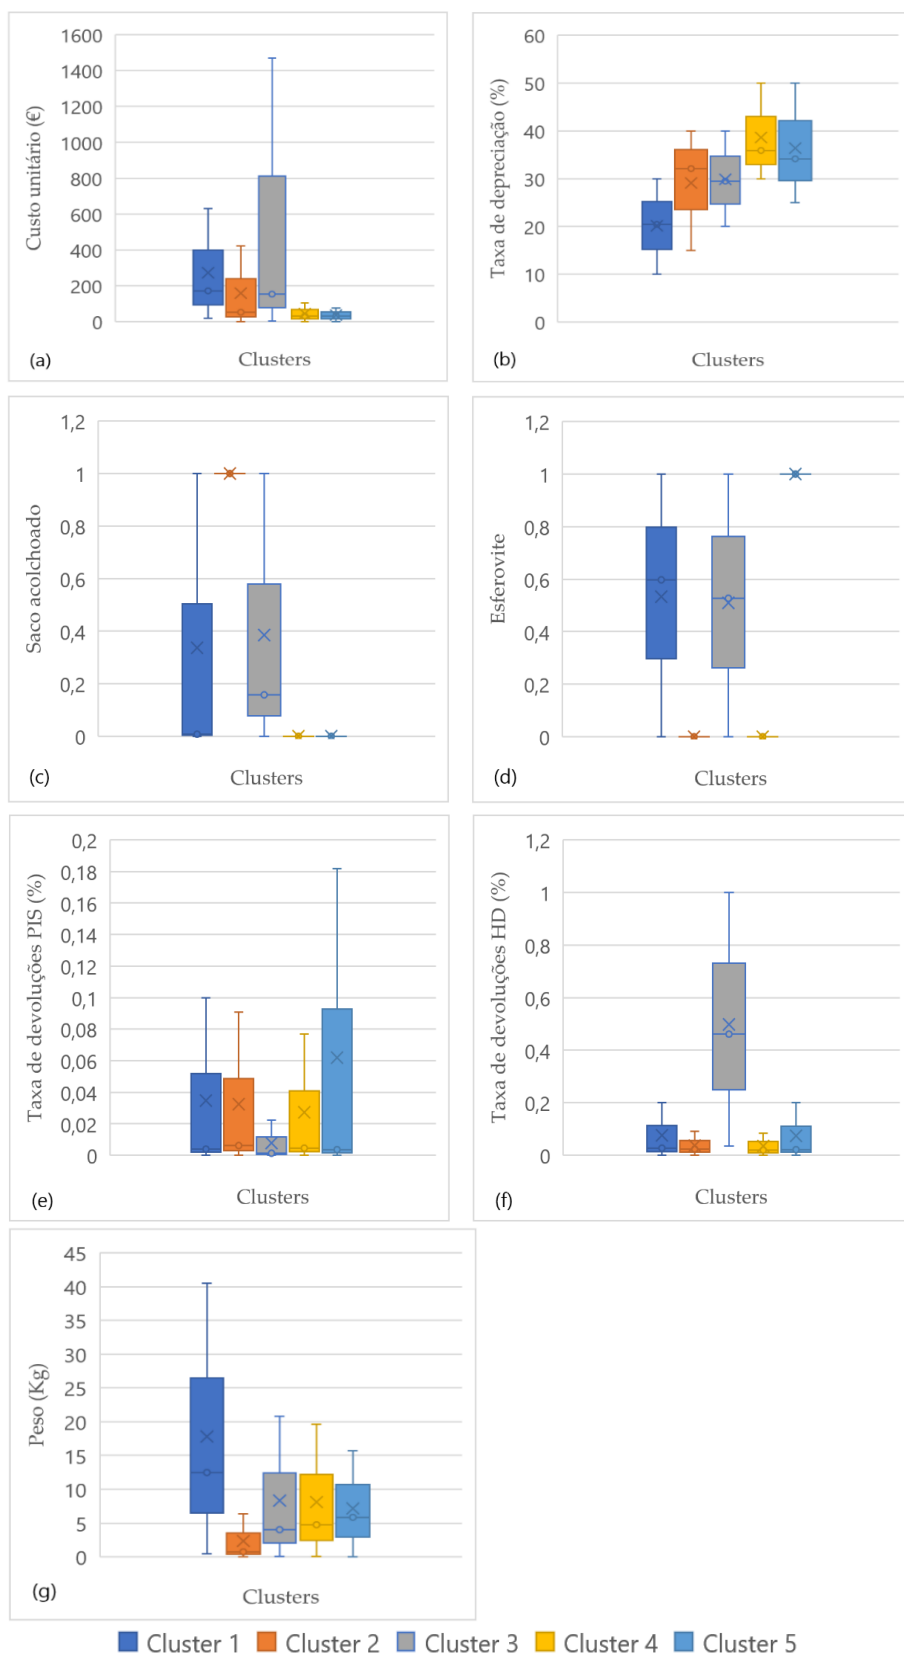 1600
1400
1200
1000
800
600
400
200
0
Custo unitário (€)
Clusters
(a)
60
50
40
30
20
10
0
Taxa de depreciação (%)
Clusters
(b)
1,2
1
0,8
0,6
0,4
0,2
0
Saco acolchoado
Clusters
(c)
1,2
1
0,8
0,6
0,4
0,2
0
Esferovite
Clusters
(d)
0,2
0,18
0,16
0,14
0,12
0,1
0,08
0,06
0,04
0,02
0
Taxa de devoluções PIS (%)
Clusters
(e)
1,2
1
0,8
0,6
0,4
0,2
0
Taxa de devoluções HD (%)
Clusters
(f)
45
40
35
30
25
20
15
10
5
0
Peso (Kg)
Clusters
(g)
Cluster 1 Cluster 2 Cluster 3 Cluster 4 Cluster 5